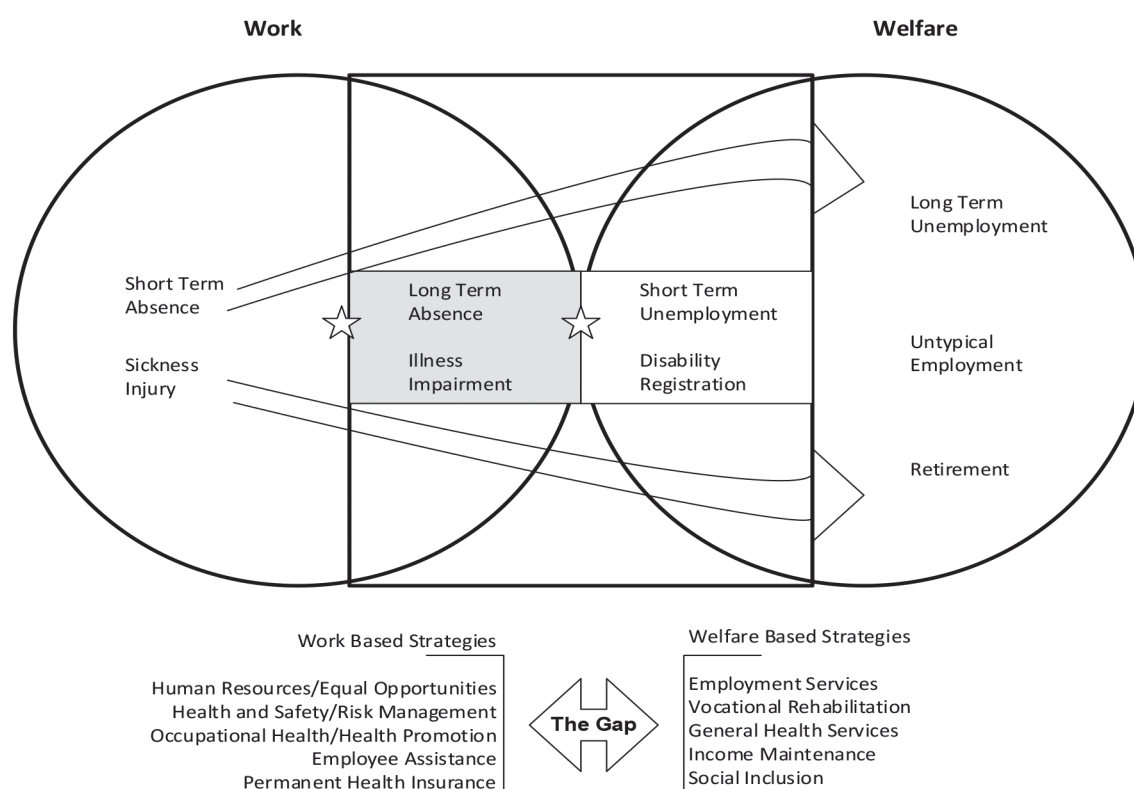 Work
Welfare
Short Term
Absence
Sickness
Injury
Long Term
Absence
Illness
Impairment
Short Term
Unemployment
Disability
Registration
Long Term
Unemployment
Untypical
Employment
Retirement
Work Based Strategies
Human Resources/Equal Opportunities
Health and Safety/Risk Management
Occupational Health/Health Promotion
Employee Assistance
Permanent Health Insurance
The Gap
Welfare Based Strategies
Employment Services
Vocational Rehabilitation
General Health Services
Income Maintenance
Social Inclusion